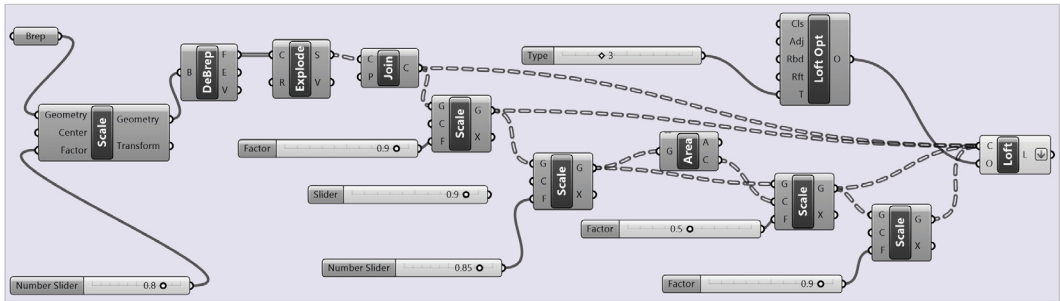 Brep
Geometry
Center
Factor
Scale
Geometry
Transform
Number Slider 0.8
B
DeBrep
F
E
V
C
R
Explode
S
V
C
P
Join
C
Factor 0.9
G
C
F
Scale
G
X
Slider 0.9
Number Slider 0.85
G
C
F
Scale
G
X
Type 3
G
Area
A
C
Factor 0.5
G
C
F
Scale
G
X
Factor 0.9
G
C
F
Scale
G
X
Cls
Adj
Rbd
Rft
T
Loft Opt
O
C
O
Loft
L